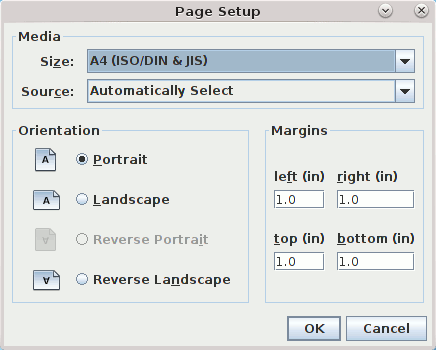 Page Setup
Media
Size: A4 (ISO/DIN & JIS)
Source: Automatically Select
Orientation
A Portrait
A Landscape
A Reverse Portrait
A Reverse Landscape
Margins
left (in) right (in)
1.0 1.0
top (in) bottom (in)
1.0 1.0
OK Cancel